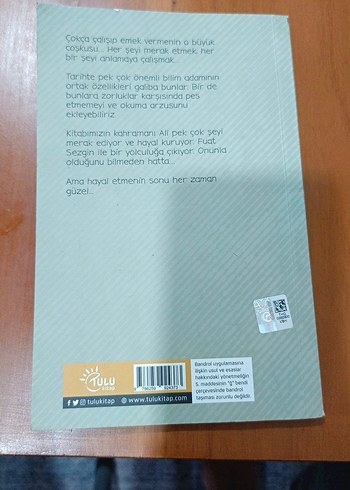 Çokça çalışıp emek vermenin o büyük
coşkusu... Her şeyi merak etmek, her
bir şeyi anlamaya çalışmak...
Tarihte pek çok önemli bilim adamının
ortak özellikleri galiba bunlar. Bir de
bunlara zorluklar karşısında pes
etmemeyi ve okuma arzusunu
ekleyebiliriz.
Kitabımızın kahramanı Ali pek çok şeyi
merak ediyor ve hayal kuruyor. Fuat
Sezgin ile bir yolculuğa çıkıyor. Onunla
olduğunu bilmeden hatta...
Ama hayal etmenin sonu her zaman
güzel...
TULU
kitap
tulukitap
www.tulukitap.com
Bandrol uygulamasına
ilişkin usul ve esaslar
hakkındaki yönetmeliğin
5. maddesinin "ğ" bendi
çerçevesinde bandrol
taşıması zorunlu değildir.